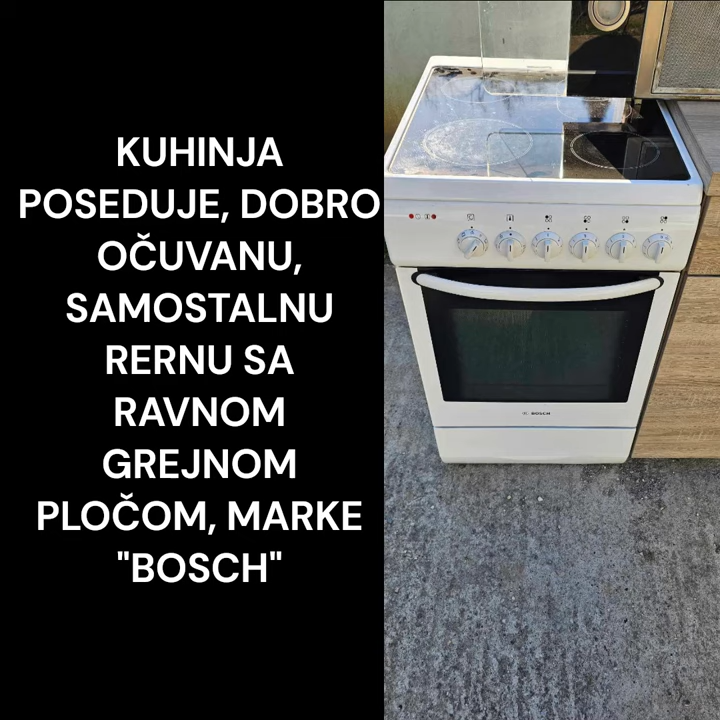 KUHINJA
POSEDUJE, DOBRO
OČUVANU,
SAMOSTALNU
RERNU SA
RAVNOM
GREJNOM
PLOČOM, MARKE
"BOSCH"
BOSCH